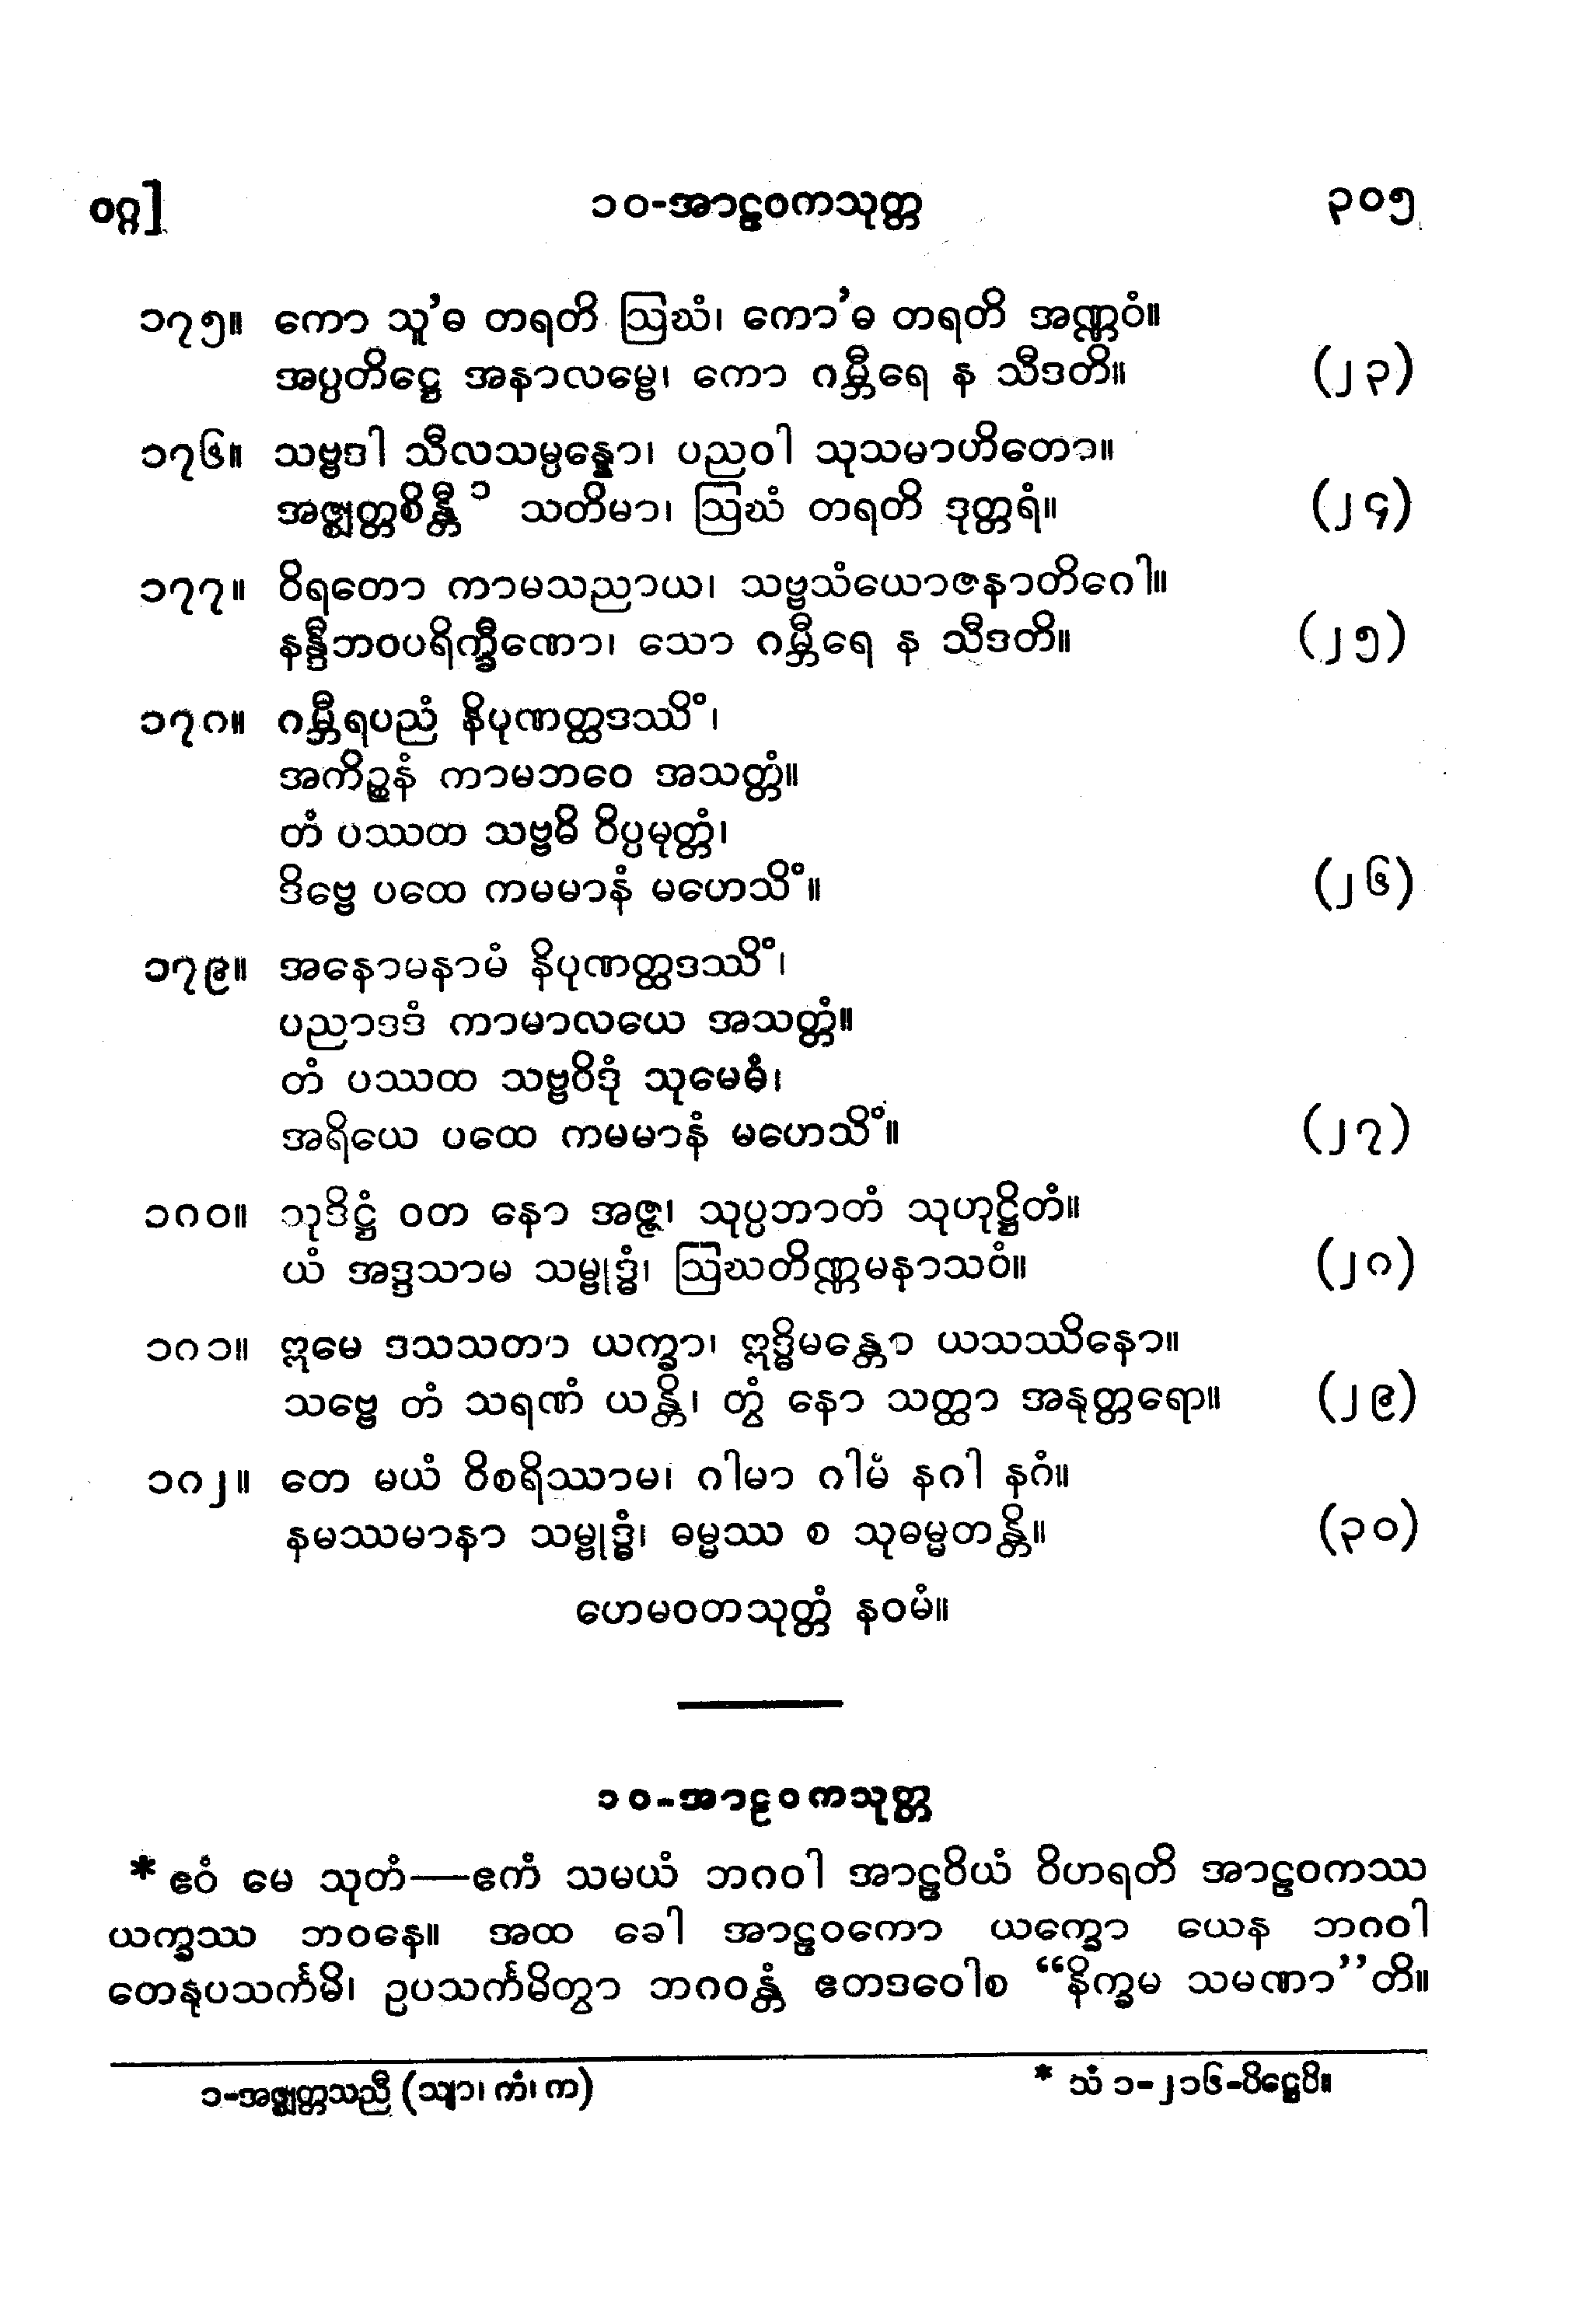 ဝဂ္ဂ] ၁၀-အာဠဝကသုတ္တ ၃၀၅
၁၇၅။ ကော သူ’ဓ တရတိ ဩဃံ၊ ကော’ဓ တရတိ အဏ္ဏဝံ။
အပ္ပတိဋ္ဌေ အနာလမ္ဗေ၊ ကော ဂမ္ဘီရေ န သီဒတိ။ (၂၃)
၁၇၆။ သဗ္ဗဒါ သီလသမ္ပန္နော၊ ပညဝါ သုသမာဟိတော။
အဇ္ဈတ္တစိန္တီ ၁ သတိမာ၊ ဩဃံ တရတိ ဒုတ္တရံ။ (၂၄)
၁၇၇။ ဝိရတော ကာမသညာယ၊ သဗ္ဗသံယောဇနာတိဂေါ။
နန္ဒီဘဝပရိက္ခီဏော၊ သော ဂမ္ဘီရေ န သီဒတိ။ (၂၅)
၁၇၈။ ဂမ္ဘီရပညံ နိပုဏတ္ထဒဿိံ၊
အကိဉ္စနံ ကာမဘဝေ အသတ္တံ။
တံ ပဿထ သဗ္ဗဓိ ဝိပ္ပမုတ္တံ၊
ဒိဗ္ဗေ ပထေ ကမမာနံ မဟေသိံ။ (၂၆)
၁၇၉။ အနောမနာမံ နိပုဏတ္ထဒဿိံ၊
ပညာဒဒံ ကာမာလယေ အသတ္တံ။
တံ ပဿထ သဗ္ဗဝိဒုံ သုမေဓံ၊
အရိယေ ပထေ ကမမာနံ မဟေသိံ။ (၂၇)
၁၈၀။ သုဒိဋ္ဌံ ဝတ နော အဇ္ဇ၊ သုပ္ပဘာတံ သုဟုဋ္ဌိတံ။
ယံ အဒ္ဒသာမ သမ္ဗုဒ္ဓံ၊ ဩဃတိဏ္ဏမနာသဝံ။ (၂၈)
၁၈၁။ ဣမေ ဒသသတာ ယက္ခာ၊ ဣဒ္ဓိမန္တော ယသဿိနော။
သဗ္ဗေ တံ သရဏံ ယန္တိ၊ တွံ နော သတ္ထာ အနုတ္တရော။ (၂၉)
၁၈၂။ တေ မယံ ဝိစရိဿာမ၊ ဂါမာ ဂါမံ နဂါ နဂံ။
နမဿမာနာ သမ္ဗုဒ္ဓံ၊ ဓမ္မဿ စ သုဓမ္မတန္တိ။ (၃၀)
ဟေမဝတသုတ္တံ နဝမံ။
၁၀-အာဠဝကသုတ္တ
* ဧဝံ မေ သုတံ—ဧကံ သမယံ ဘဂဝါ အာဠဝိယံ ဝိဟရတိ အာဠဝကဿ
ယက္ခဿ ဘဝနေ။ အထ ခေါ အာဠဝကော ယက္ခော ယေန ဘဂဝါ
တေနုပသင်္ကမိ၊ ဥပသင်္ကမိတွာ ဘဂဝန္တံ ဧတဒဝေါစ “နိက္ခမ သမဏာ”တိ။
၁-အဇ္ဈတ္တသညီ (သျာ၊ ကံ၊ က)
* သံ ၁-၂၁၆-ပိဋ္ဌေပိ။